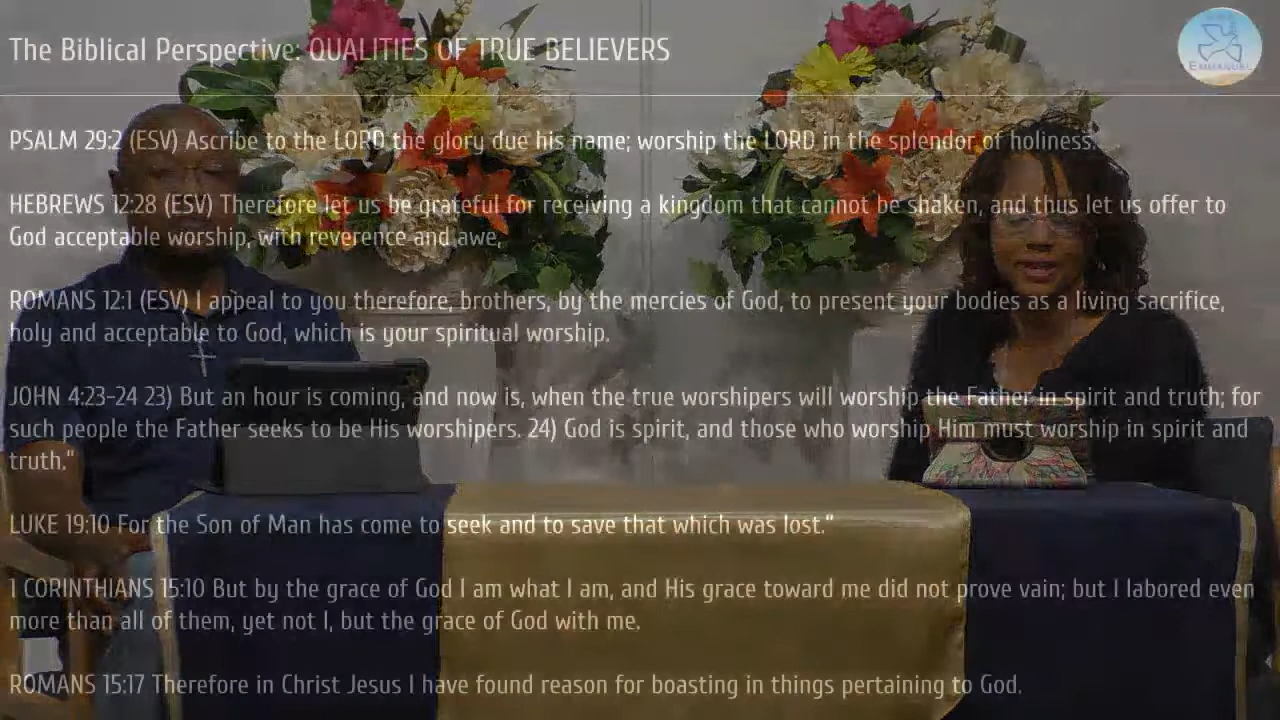 The Biblical Perspective: QUALITIES OF TRUE BELIEVERS
EMMANUEL
PSALM 29:2 (ESV) Ascribe to the LORD the glory due his name; worship the LORD in the splendor of holiness.
HEBREWS 12:28 (ESV) Therefore let us be grateful for receiving a kingdom that cannot be shaken, and thus let us offer to
God acceptable worship, with reverence and awe,
ROMANS 12:1 (ESV) I appeal to you therefore, brothers, by the mercies of God, to present your bodies as a living sacrifice,
holy and acceptable to God, which is your spiritual worship.
JOHN 4:23-24 23) But an hour is coming, and now is, when the true worshipers will worship the Father in spirit and truth; for
such people the Father seeks to be His worshipers. 24) God is spirit, and those who worship Him must worship in spirit and
truth.”
LUKE 19:10 For the Son of Man has come to seek and to save that which was lost.”
1 CORINTHIANS 15:10 But by the grace of God I am what I am, and His grace toward me did not prove vain; but I labored even
more than all of them, yet not I, but the grace of God with me.
ROMANS 15:17 Therefore in Christ Jesus I have found reason for boasting in things pertaining to God.